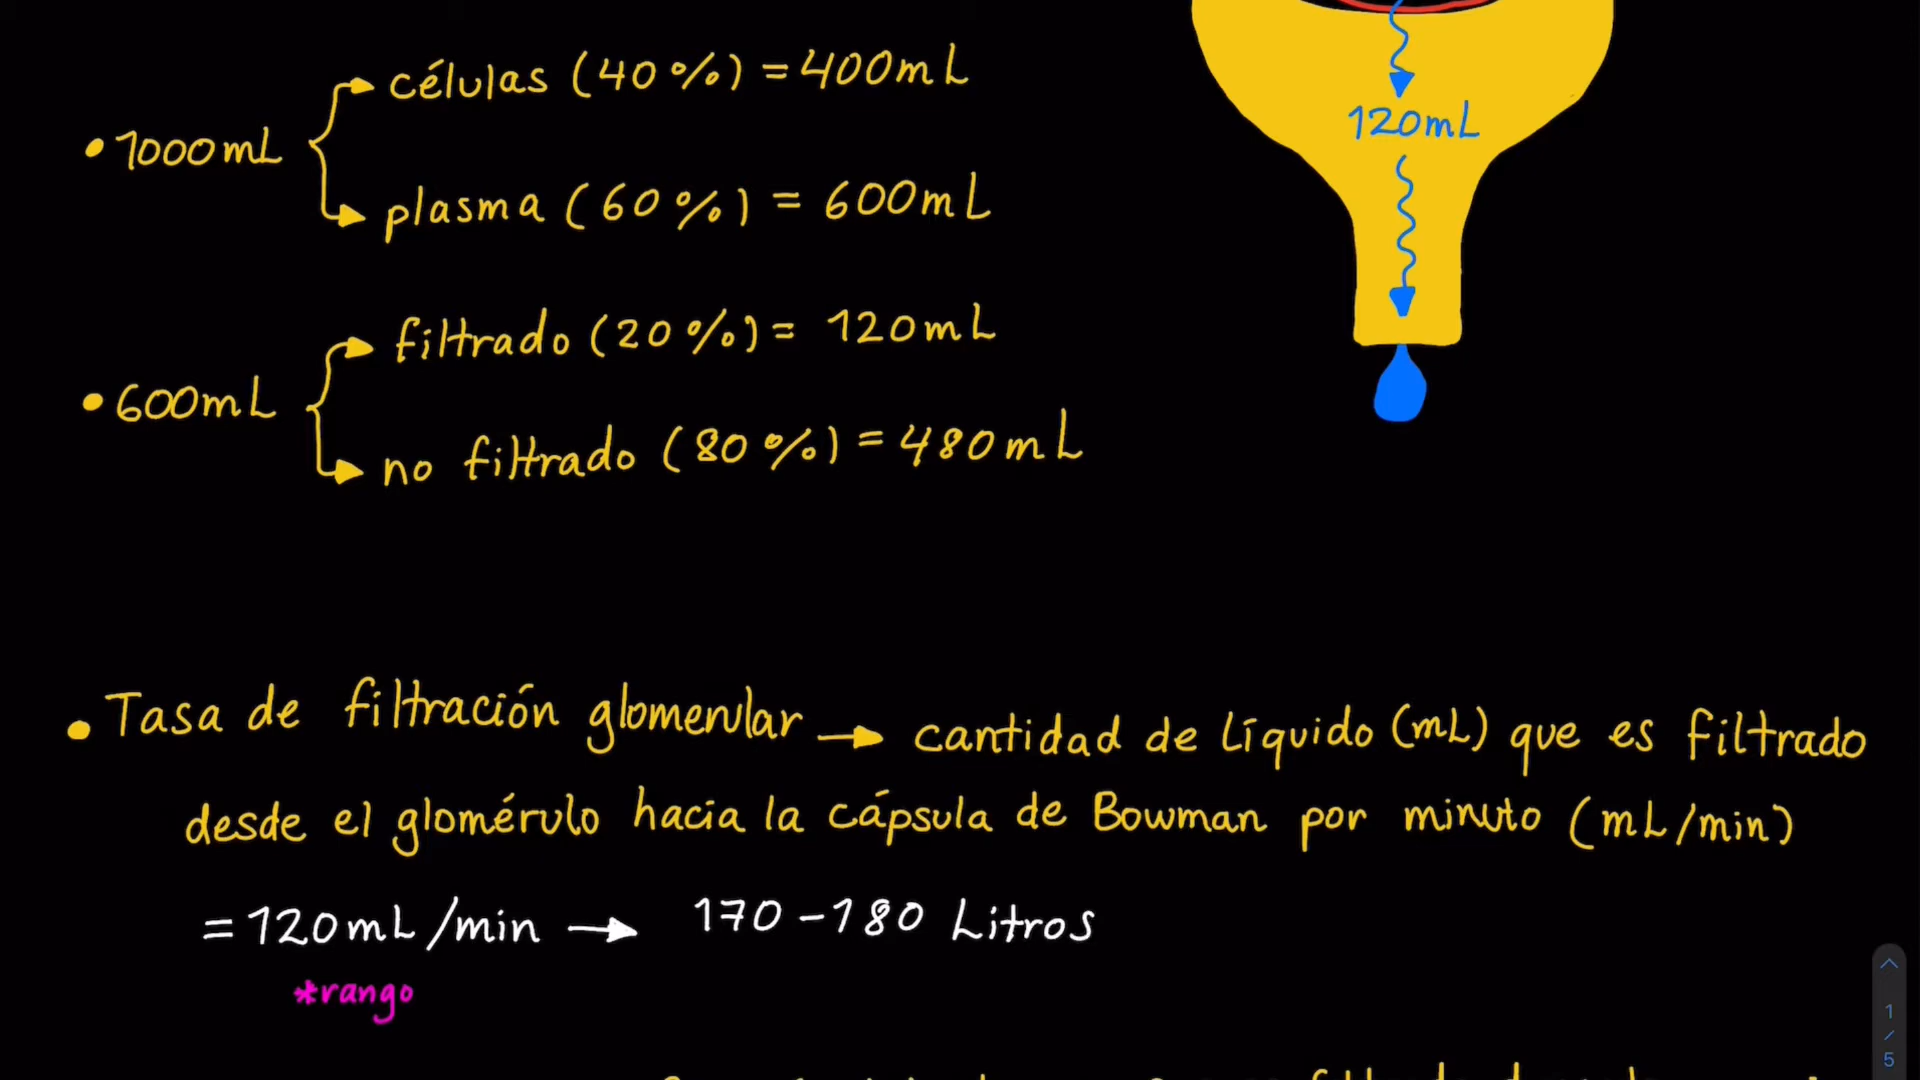 células (40%) = 400mL
• 1000mL
plasma (60%) = 600mL
120mL
filtrado (20%) = 120mL
• 600mL
no filtrado (80%) = 480mL
• Tasa de filtración glomerular → cantidad de líquido (mL) que es filtrado
desde el glomérulo hacia la cápsula de Bowman por minuto (mL/min)
= 120mL/min → 170-180 Litros
*rango
1
/
5